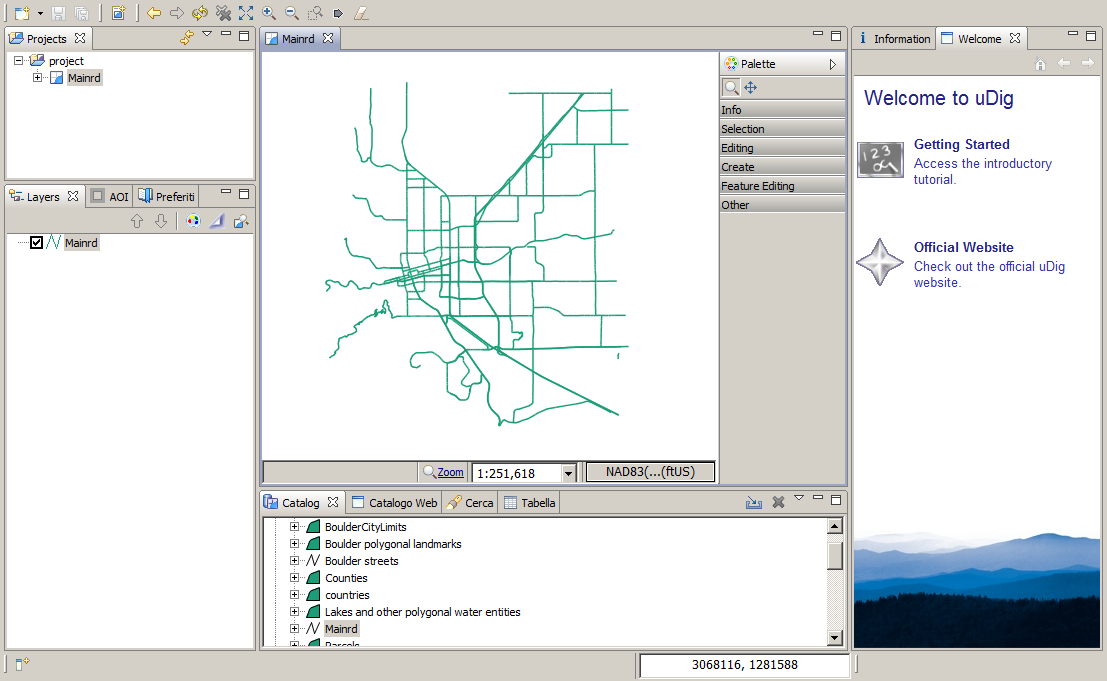 Projects
project
Mainrd
Layers
AOI
Preferiti
Mainrd
Mainrd
Palette
Info
Selection
Editing
Create
Feature Editing
Other
Zoom
1:251,618
NAD83(...(ftUS)
Catalog
Catalogo Web
Cerca
Tabella
BoulderCityLimits
Boulder polygonal landmarks
Boulder streets
Counties
countries
Lakes and other polygonal water entities
Mainrd
Parcels
Information
Welcome
Welcome to uDig
1 2 3
Getting Started
Access the introductory
tutorial.
Official Website
Check out the official uDig
website.
3068116, 1281588